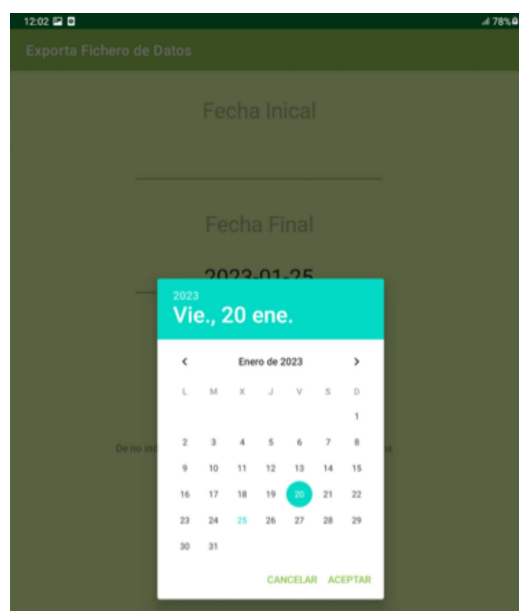 12:02 78%
Exporta Fichero de Datos
Fecha Inical
Fecha Final
2023-01-25
2023
Vie., 20 ene.
< Enero de 2023 >
L M X J V S D
1
2 3 4 5 6 7 8
9 10 11 12 13 14 15
16 17 18 19 20 21 22
23 24 25 26 27 28 29
30 31
De no
CANCELAR ACEPTAR